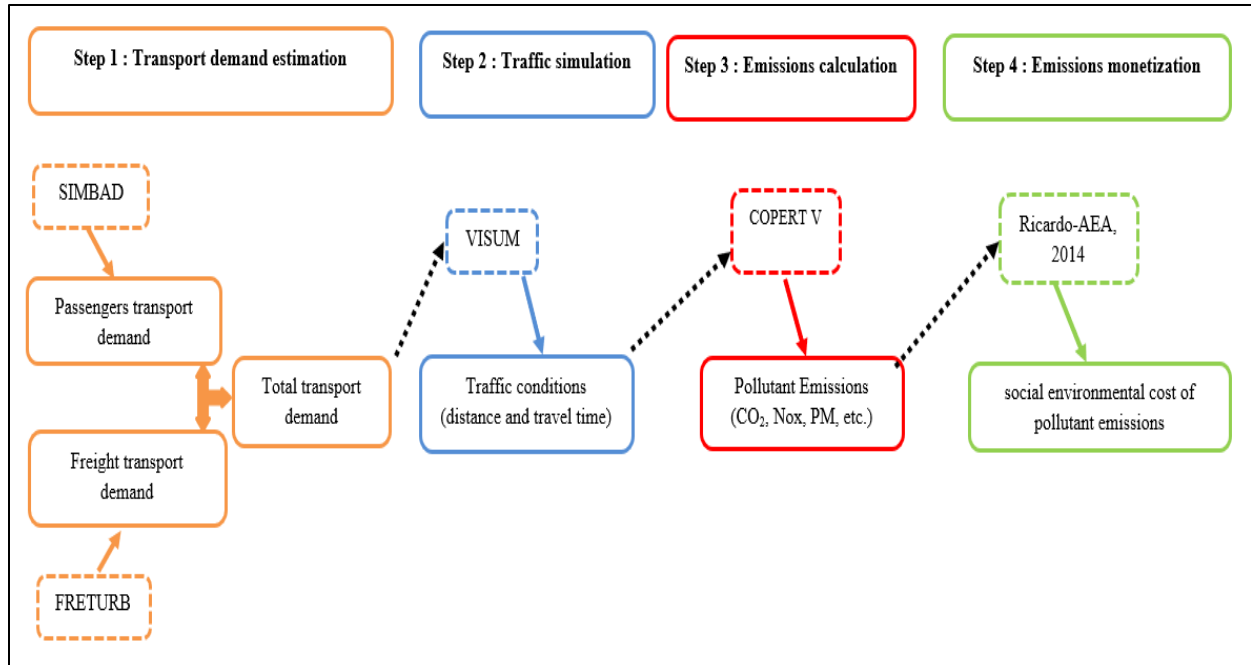 Step 1 : Transport demand estimation
Step 2 : Traffic simulation
Step 3 : Emissions calculation
Step 4 : Emissions monetization
SIMBAD
Passengers transport
demand
Total transport
demand
Freight transport
demand
FRETURB
VISUM
Traffic conditions
(distance and travel time)
COPERT V
Pollutant Emissions
(CO₂, Nox, PM, etc.)
Ricardo-AEA,
2014
social environmental cost of
pollutant emissions